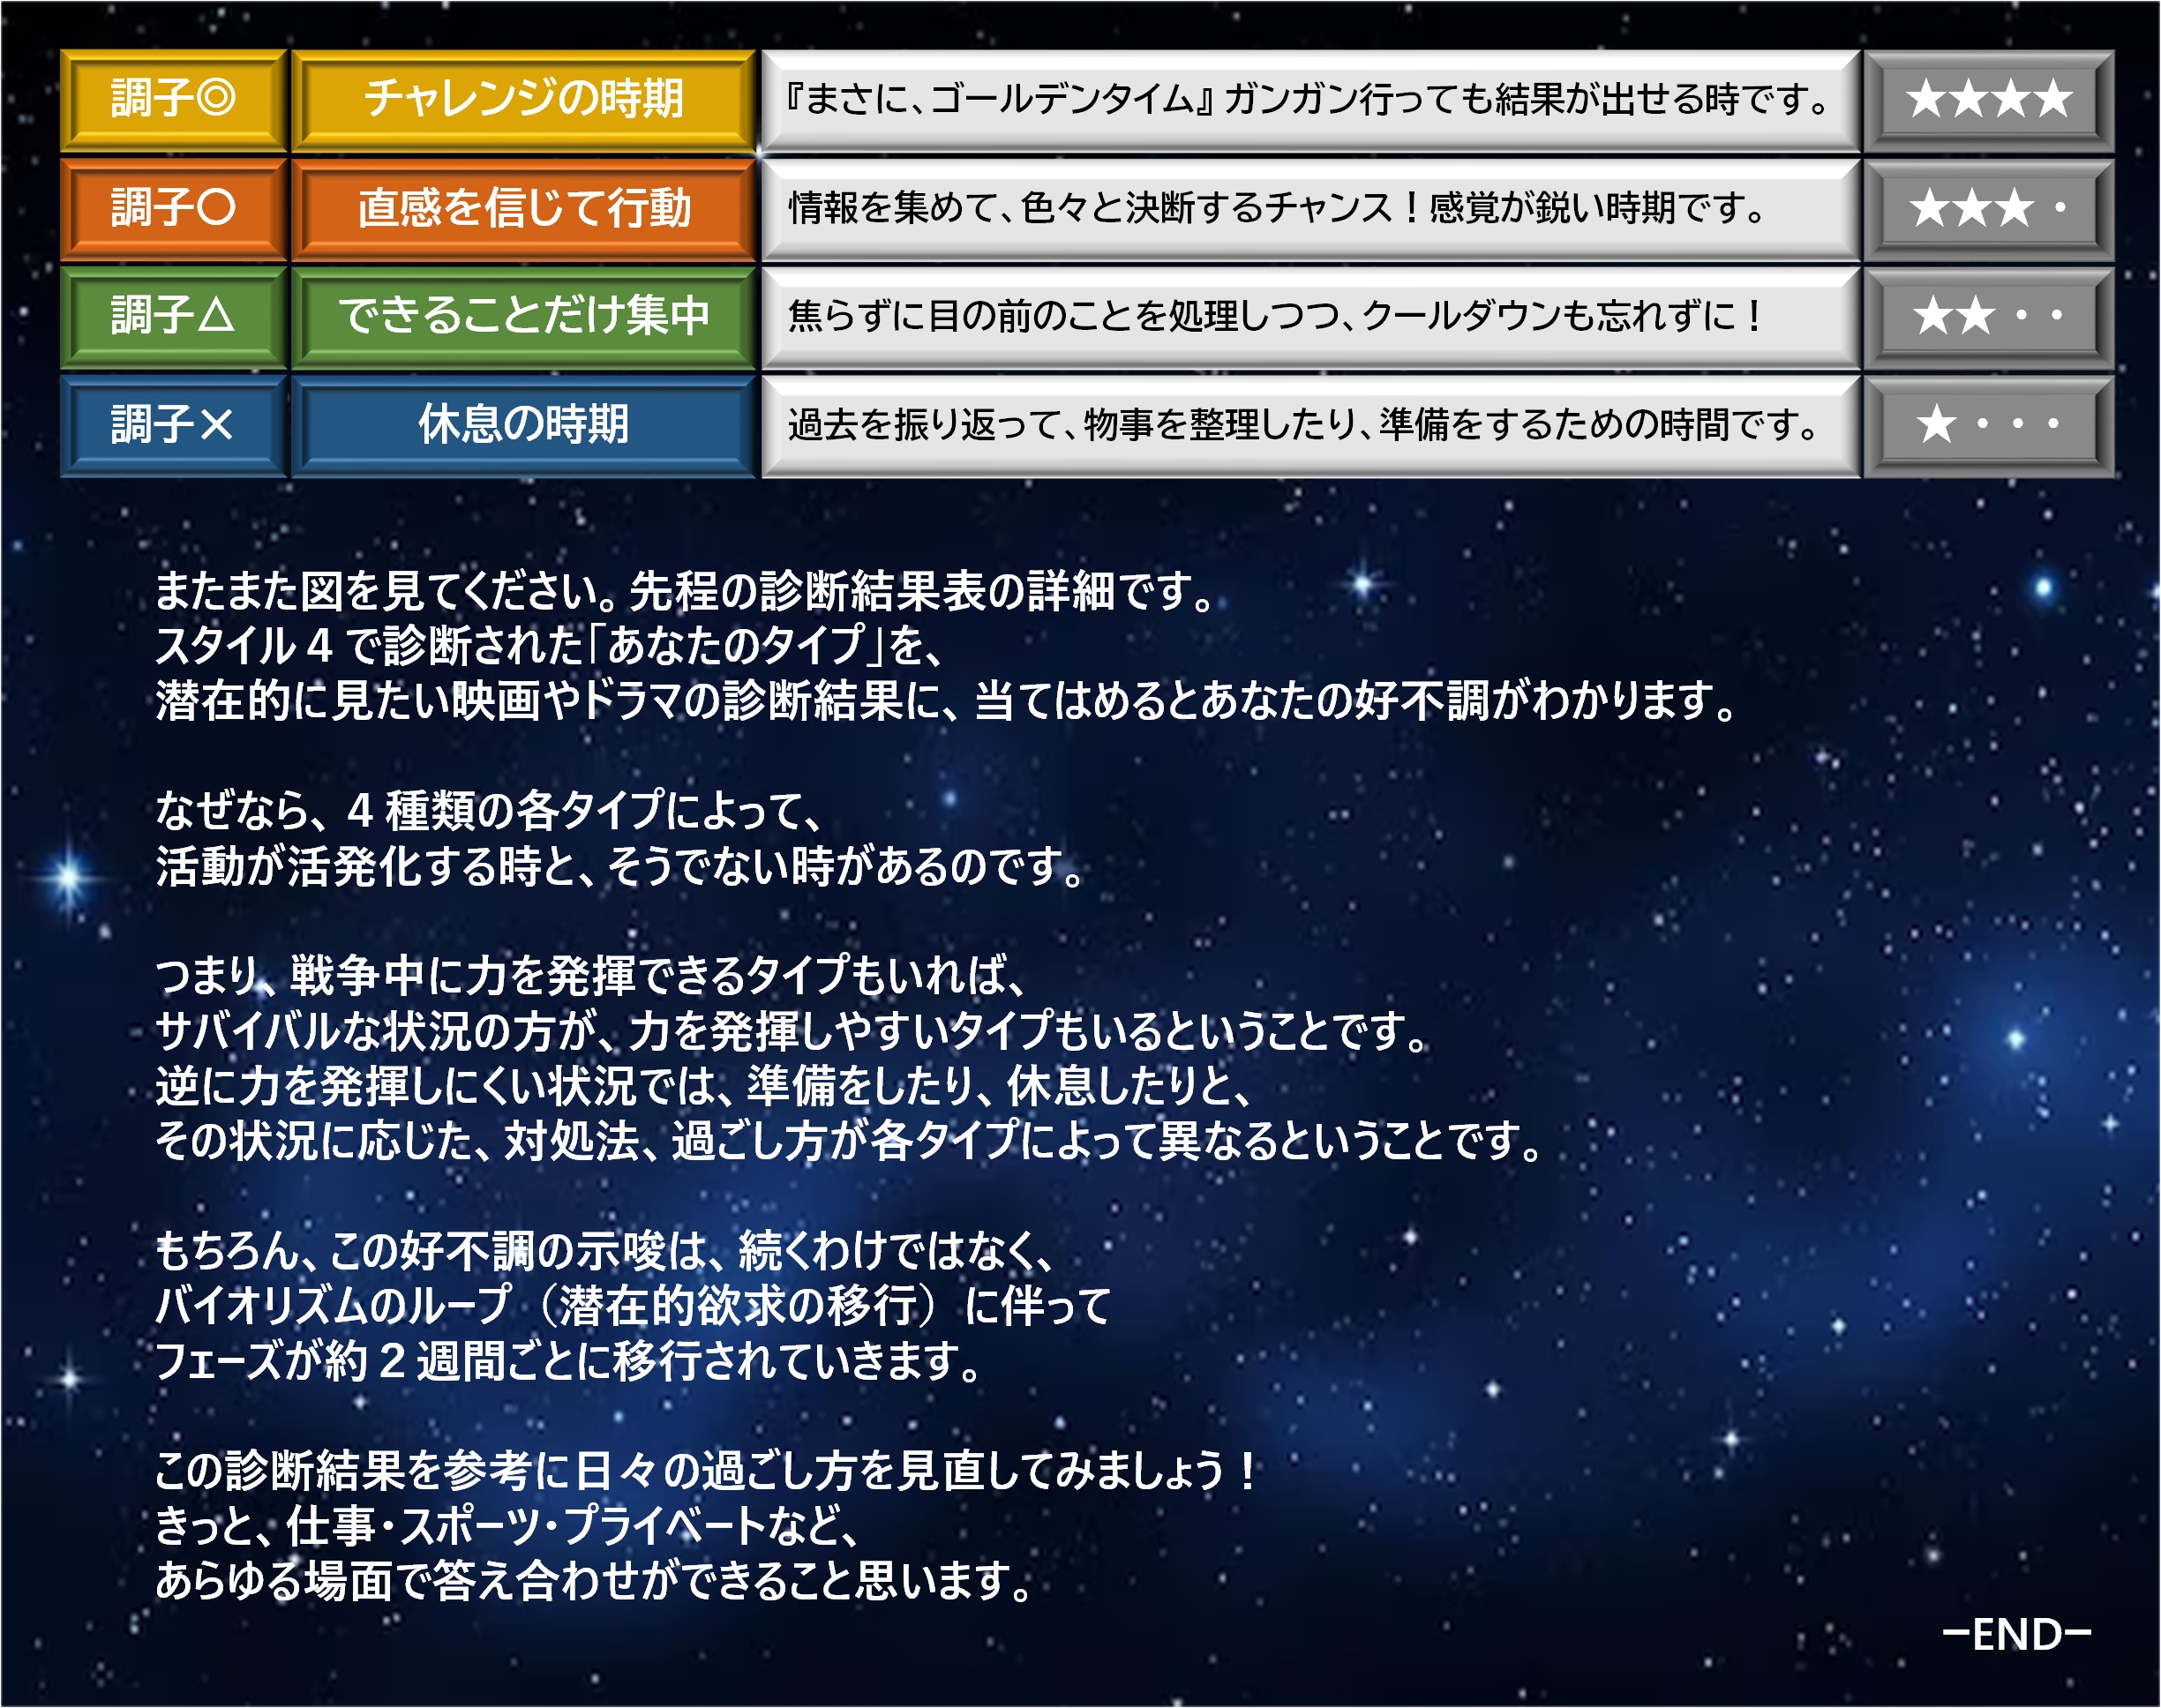 調子◎ チャレンジの時期 『まさに、ゴールデンタイム』 ガンガン行っても結果が出せる時です。 ★★★★
調子〇 直感を信じて行動 情報を集めて、色々と決断するチャンス！感覚が鋭い時期です。 ★★★・
調子△ できることだけ集中 焦らずに目の前のことを処理しつつ、クールダウンも忘れずに！ ★★・・
調子× 休息の時期 過去を振り返って、物事を整理したり、準備をするための時間です。 ★・・・
またまた図を見てください。先程の診断結果表の詳細です。
スタイル４で診断された「あなたのタイプ」を、
潜在的に見たい映画やドラマの診断結果に、当てはめるとあなたの好不調がわかります。
なぜなら、４種類の各タイプによって、
活動が活発化する時と、そうでない時があるのです。
つまり、戦争中に力を発揮できるタイプもいれば、
サバイバルな状況の方が、力を発揮しやすいタイプもいるということです。
逆に力を発揮しにくい状況では、準備をしたり、休息したりと、
その状況に応じた、対処法、過ごし方が各タイプによって異なるということです。
もちろん、この好不調の示唆は、続くわけではなく、
バイオリズムのループ（潜在的欲求の移行）に伴って
フェーズが約２週間ごとに移行されていきます。
この診断結果を参考に日々の過ごし方を見直してみましょう！
きっと、仕事・スポーツ・プライベートなど、
あらゆる場面で答え合わせができること思います。
－END－